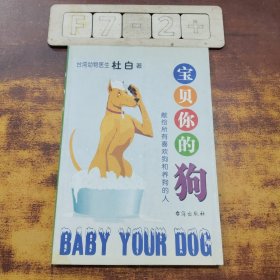 F7-2+
台湾动物医生 杜白 著
宝贝你的狗
献给所有喜欢狗和养狗的人
台海出版社
BABY YOUR DOG